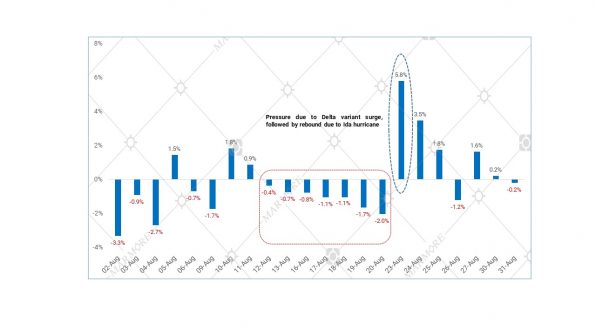 8%
5.8%
6%
Pressure due to Delta variant surge,
followed by rebound due to Ida hurricane
4%
3.5%
1.5%
1.8%
0.9%
1.8%
1.6%
2%
0.2%
0%
-0.9%
-0.7%
-0.4%
-0.7%
-0.8%
-1.1%
-1.1%
-1.2%
-0.2%
-2%
-3.3%
-2.7%
-1.7%
-1.7%
-2.0%
-4%
02-Aug
03-Aug
04-Aug
05-Aug
06-Aug
09-Aug
10-Aug
11-Aug
12-Aug
13-Aug
16-Aug
17-Aug
18-Aug
19-Aug
20-Aug
23-Aug
24-Aug
25-Aug
26-Aug
27-Aug
30-Aug
31-Aug
MARMORE
MARMORE
MARMORE
MARMORE